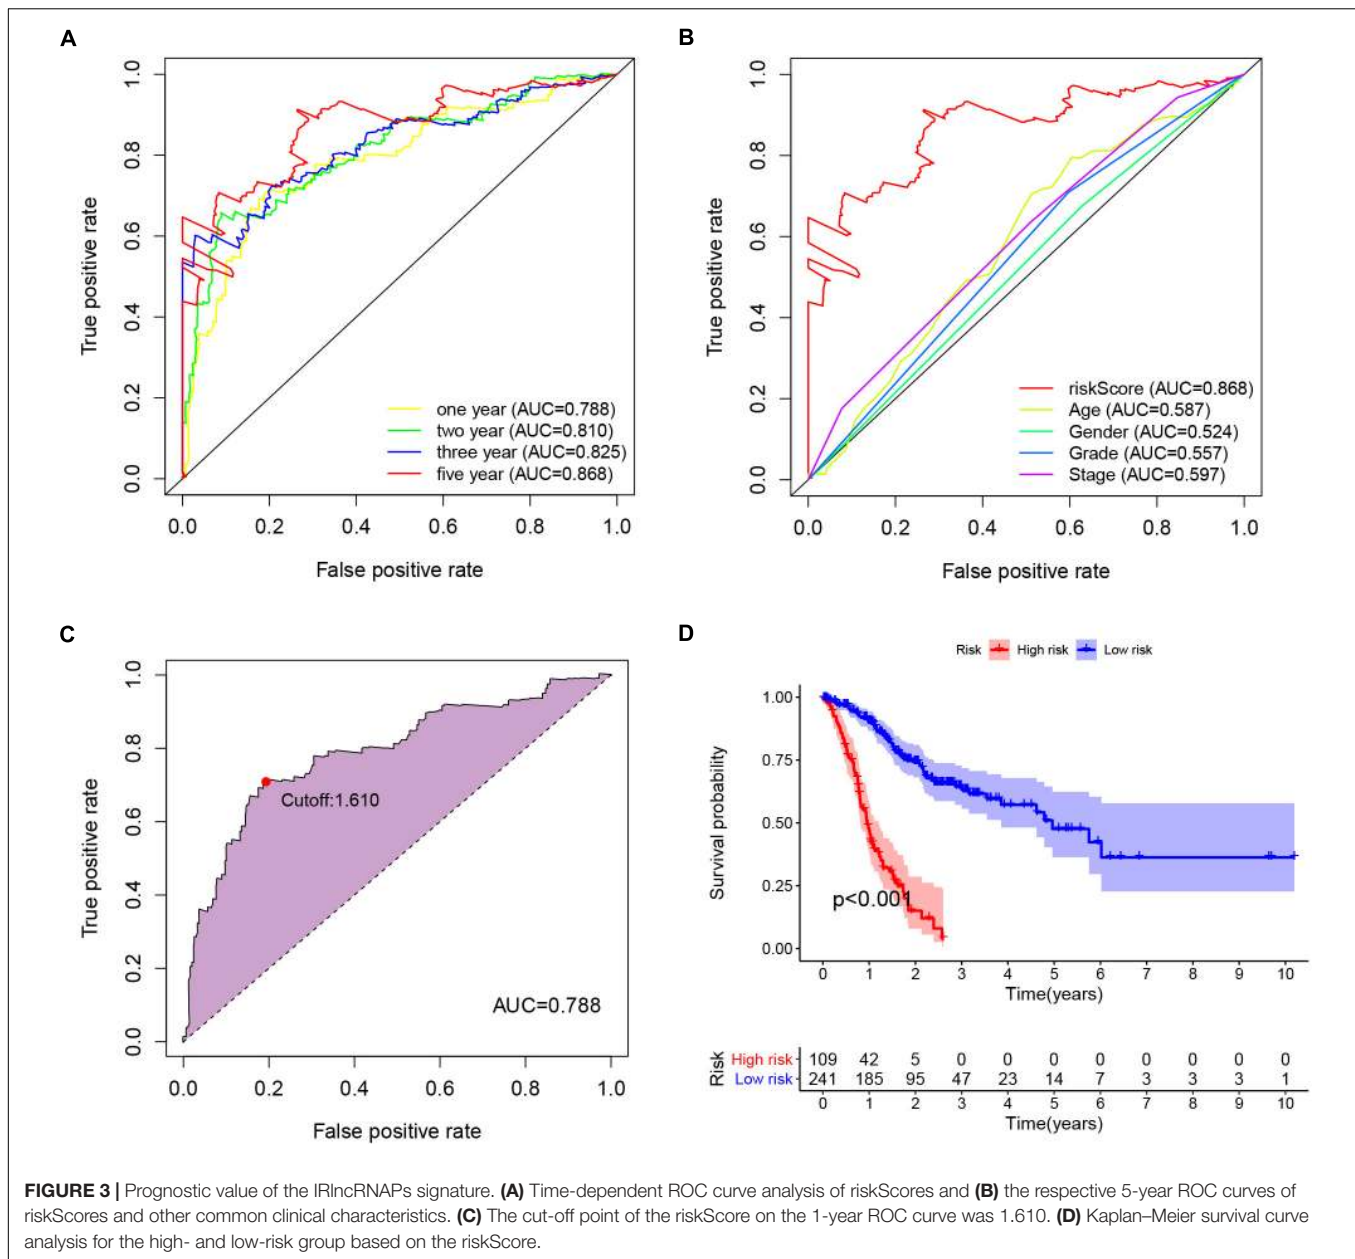 A
1.0
0.8
0.6
0.4
0.2
0.0
True positive rate
one year (AUC=0.788)
two year (AUC=0.810)
three year (AUC=0.825)
five year (AUC=0.868)
0.0 0.2 0.4 0.6 0.8 1.0
False positive rate
B
1.0
0.8
0.6
0.4
0.2
0.0
True positive rate
riskScore (AUC=0.868)
Age (AUC=0.587)
Gender (AUC=0.524)
Grade (AUC=0.557)
Stage (AUC=0.597)
0.0 0.2 0.4 0.6 0.8 1.0
False positive rate
C
1.0
0.8
0.6
0.4
0.2
0.0
True positive rate
Cutoff:1.610
AUC=0.788
0.0 0.2 0.4 0.6 0.8 1.0
False positive rate
D
Risk High risk Low risk
1.00
0.75
0.50
0.25
0.00
Survival probability
p<0.001
0 1 2 3 4 5 6 7 8 9 10
Time(years)
Risk
High risk 109 42 5 0 0 0 0 0 0 0 0
Low risk 241 185 95 47 23 14 7 3 3 3 1
0 1 2 3 4 5 6 7 8 9 10
Time(years)
FIGURE 3 | Prognostic value of the IRlncRNAPs signature. (A) Time-dependent ROC curve analysis of riskScores and (B) the respective 5-year ROC curves of
riskScores and other common clinical characteristics. (C) The cut-off point of the riskScore on the 1-year ROC curve was 1.610. (D) Kaplan–Meier survival curve
analysis for the high- and low-risk group based on the riskScore.